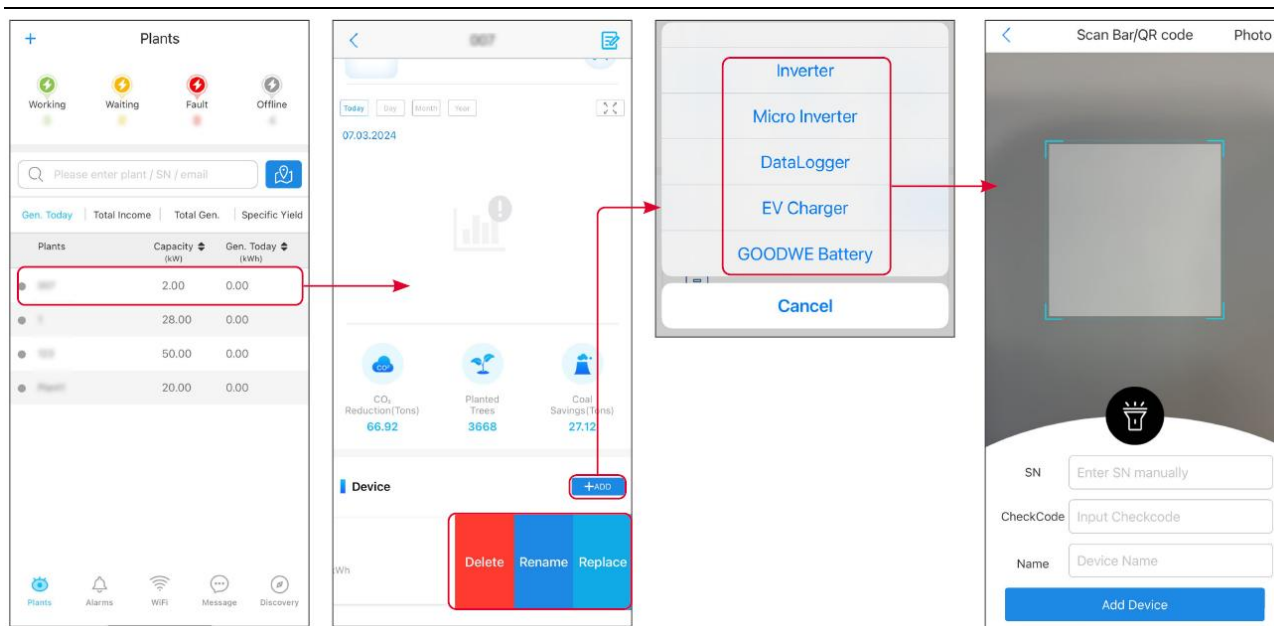 + Plants
Working Waiting Fault Offline
Please enter plant / SN / email
Gen. Today Total Income Total Gen. Specific Yield
Plants Capacity Gen. Today
(kW) (kWh)
2.00 0.00
28.00 0.00
50.00 0.00
20.00 0.00
Plants Alarms WiFi Message Discovery
007
Today Day Month Year
07.03.2024
CO₂
CO₂ Planted Coal
Reduction(Tons) Trees Savings(Tons)
66.92 3668 27.12
Device +ADD
Delete Rename Replace
Inverter
Micro Inverter
DataLogger
EV Charger
GOODWE Battery
Cancel
Scan Bar/QR code Photo
SN Enter SN manually
CheckCode Input Checkcode
Name Device Name
Add Device